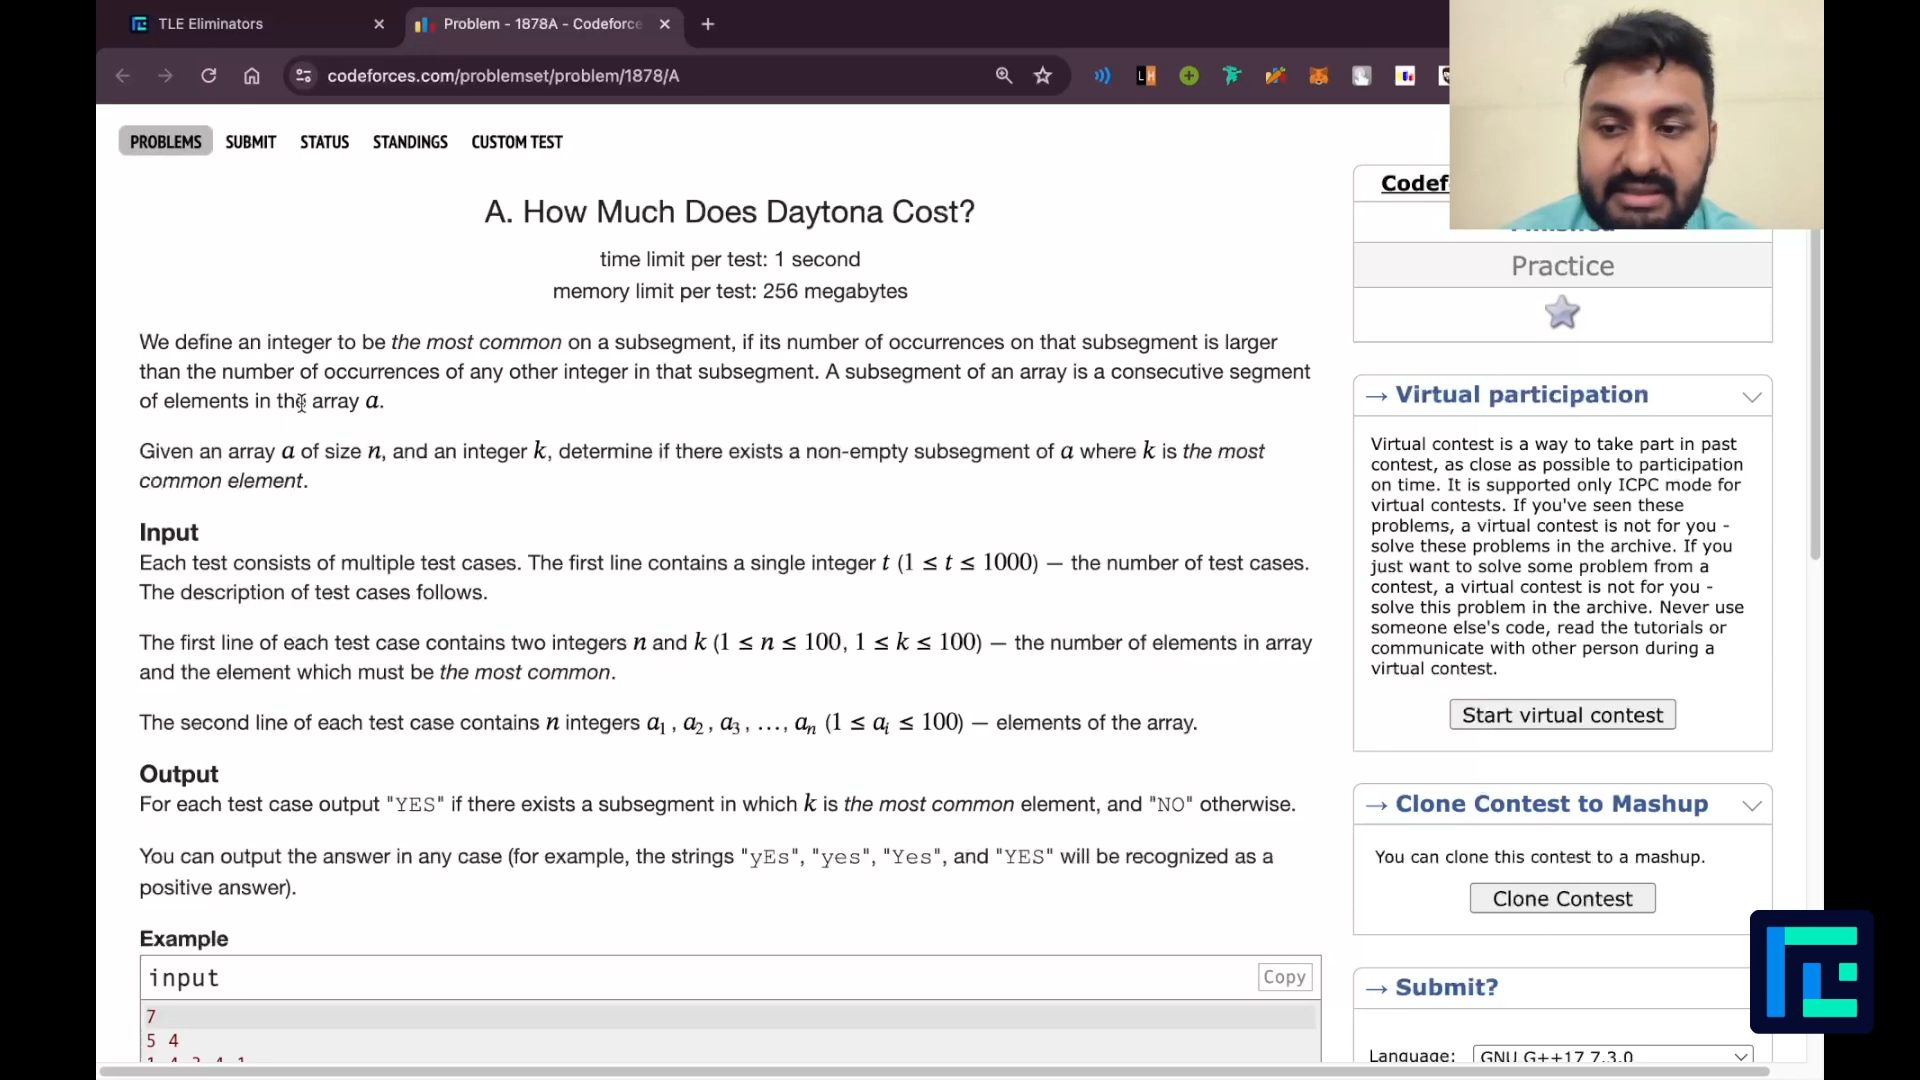 TLE Eliminators
Problem - 1878A - Codeforce
codeforces.com/problemset/problem/1878/A
PROBLEMS SUBMIT STATUS STANDINGS CUSTOM TEST
A. How Much Does Daytona Cost?
time limit per test: 1 second
memory limit per test: 256 megabytes
We define an integer to be the most common on a subsegment, if its number of occurrences on that subsegment is larger
than the number of occurrences of any other integer in that subsegment. A subsegment of an array is a consecutive segment
of elements in the array a.
Given an array a of size n, and an integer k, determine if there exists a non-empty subsegment of a where k is the most
common element.
Input
Each test consists of multiple test cases. The first line contains a single integer t (1 ≤ t ≤ 1000) — the number of test cases.
The description of test cases follows.
The first line of each test case contains two integers n and k (1 ≤ n ≤ 100, 1 ≤ k ≤ 100) — the number of elements in array
and the element which must be the most common.
The second line of each test case contains n integers a1, a2, a3, …, an (1 ≤ ai ≤ 100) — elements of the array.
Output
For each test case output "YES" if there exists a subsegment in which k is the most common element, and "NO" otherwise.
You can output the answer in any case (for example, the strings "yEs", "yes", "Yes", and "YES" will be recognized as a
positive answer).
Example
input
Copy
7
5 4
Codef
Practice
→ Virtual participation
Virtual contest is a way to take part in past
contest, as close as possible to participation
on time. It is supported only ICPC mode for
virtual contests. If you've seen these
problems, a virtual contest is not for you -
solve these problems in the archive. If you
just want to solve some problem from a
contest, a virtual contest is not for you -
solve this problem in the archive. Never use
someone else's code, read the tutorials or
communicate with other person during a
virtual contest.
Start virtual contest
→ Clone Contest to Mashup
You can clone this contest to a mashup.
Clone Contest
→ Submit?
Language: GNU G++17 7.3.0